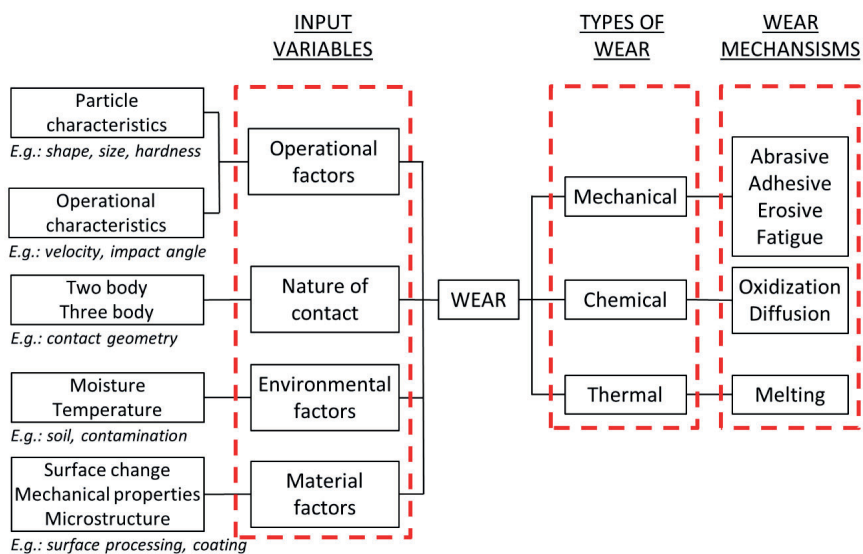 INPUT
VARIABLES
TYPES OF
WEAR
WEAR
MECHANSISMS
Particle
characteristics
E.g.: shape, size, hardness
Operational
characteristics
E.g.: velocity, impact angle
Two body
Three body
E.g.: contact geometry
Moisture
Temperature
E.g.: soil, contamination
Surface change
Mechanical properties
Microstructure
E.g.: surface processing, coating
Operational
factors
Nature of
contact
Environmental
factors
Material
factors
WEAR
Mechanical
Chemical
Thermal
Abrasive
Adhesive
Erosive
Fatigue
Oxidization
Diffusion
Melting